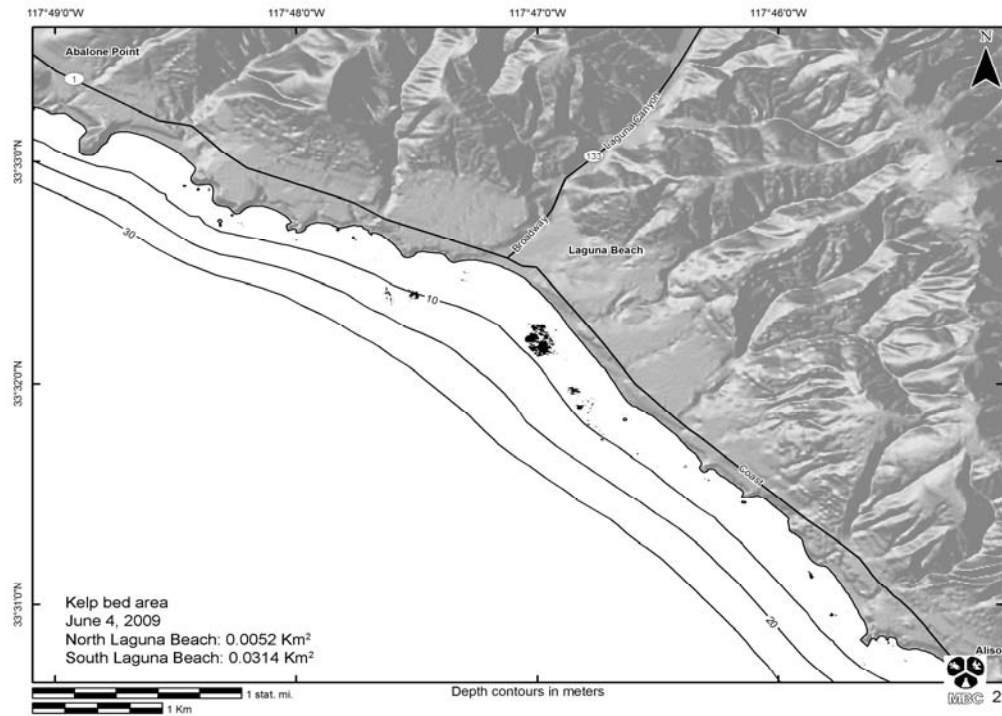 117°49'0"W 117°48'0"W 117°47'0"W 117°46'0"W
N
Abalone Point
1
Laguna Canyon
133
33°33'0"N
Broadway
Laguna Beach
30
10
33°32'0"N
Coast
33°31'0"N
Kelp bed area
June 4, 2009
North Laguna Beach: 0.0052 Km²
South Laguna Beach: 0.0314 Km²
20
Aliso
1 stat. mi.
Depth contours in meters
MBC 2
1 Km